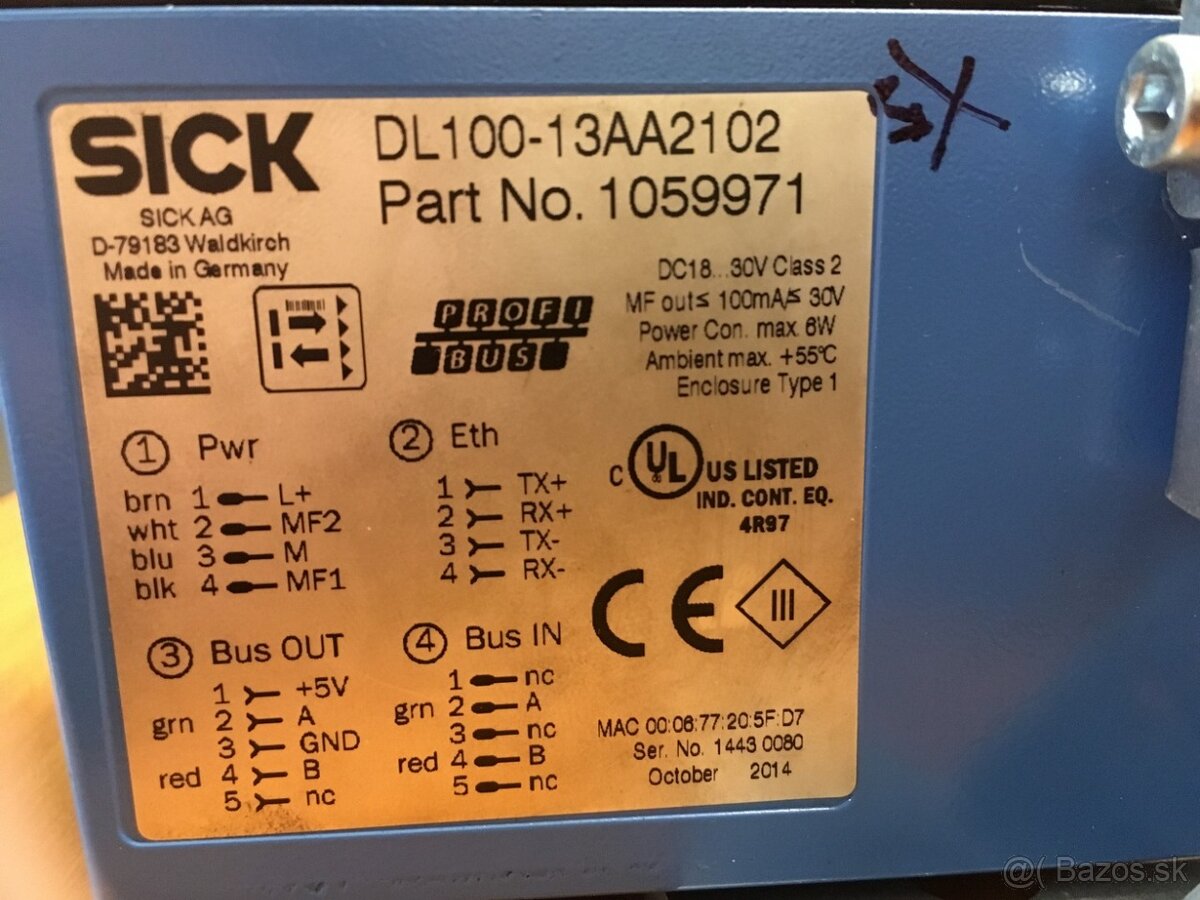 SICK
SICK AG
D-79183 Waldkirch
Made in Germany
DL100-13AA2102
Part No. 1059971
DC18...30V Class 2
MF out≤ 100mA/≤ 30V
Power Con. max. 6W
Ambient max. +55°C
Enclosure Type 1
PROFI
BUS
① Pwr
brn 1 L+
wht 2 MF2
blu 3 M
blk 4 MF1
② Eth
1 TX+
2 RX+
3 TX-
4 RX-
C UL US LISTED
IND. CONT. EQ.
4R97
CE
III
③ Bus OUT
1 +5V
grn 2 A
3 GND
red 4 B
5 nc
④ Bus IN
1 nc
grn 2 A
3 nc
red 4 B
5 nc
MAC 00:06:77:20:5F:D7
Ser. No. 1443 0080
October 2014
@( Bazos.sk